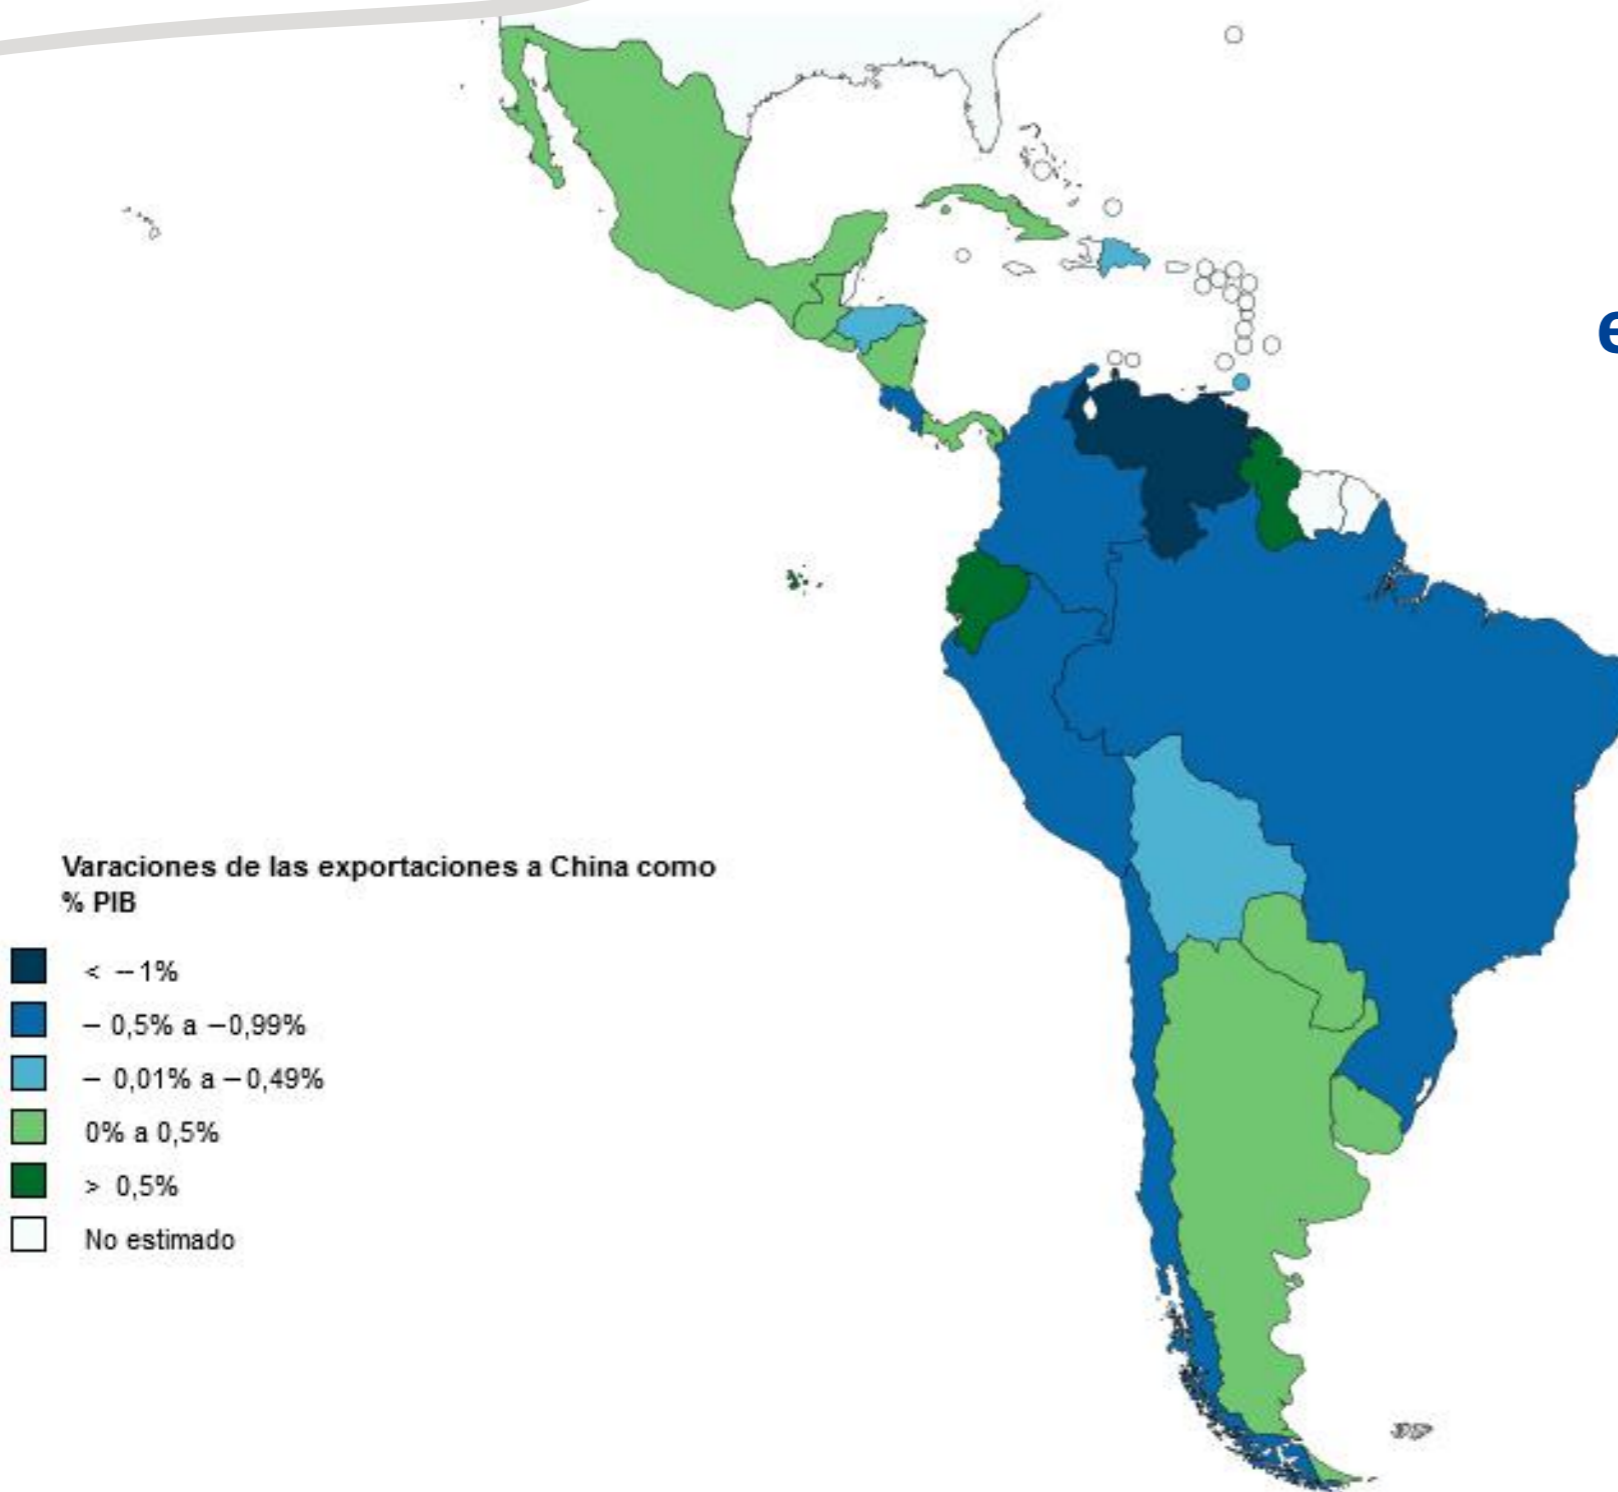 e
Varaciones de las exportaciones a China como
% PIB
< −1%
− 0,5% a −0,99%
− 0,01% a −0,49%
0% a 0,5%
> 0,5%
No estimado